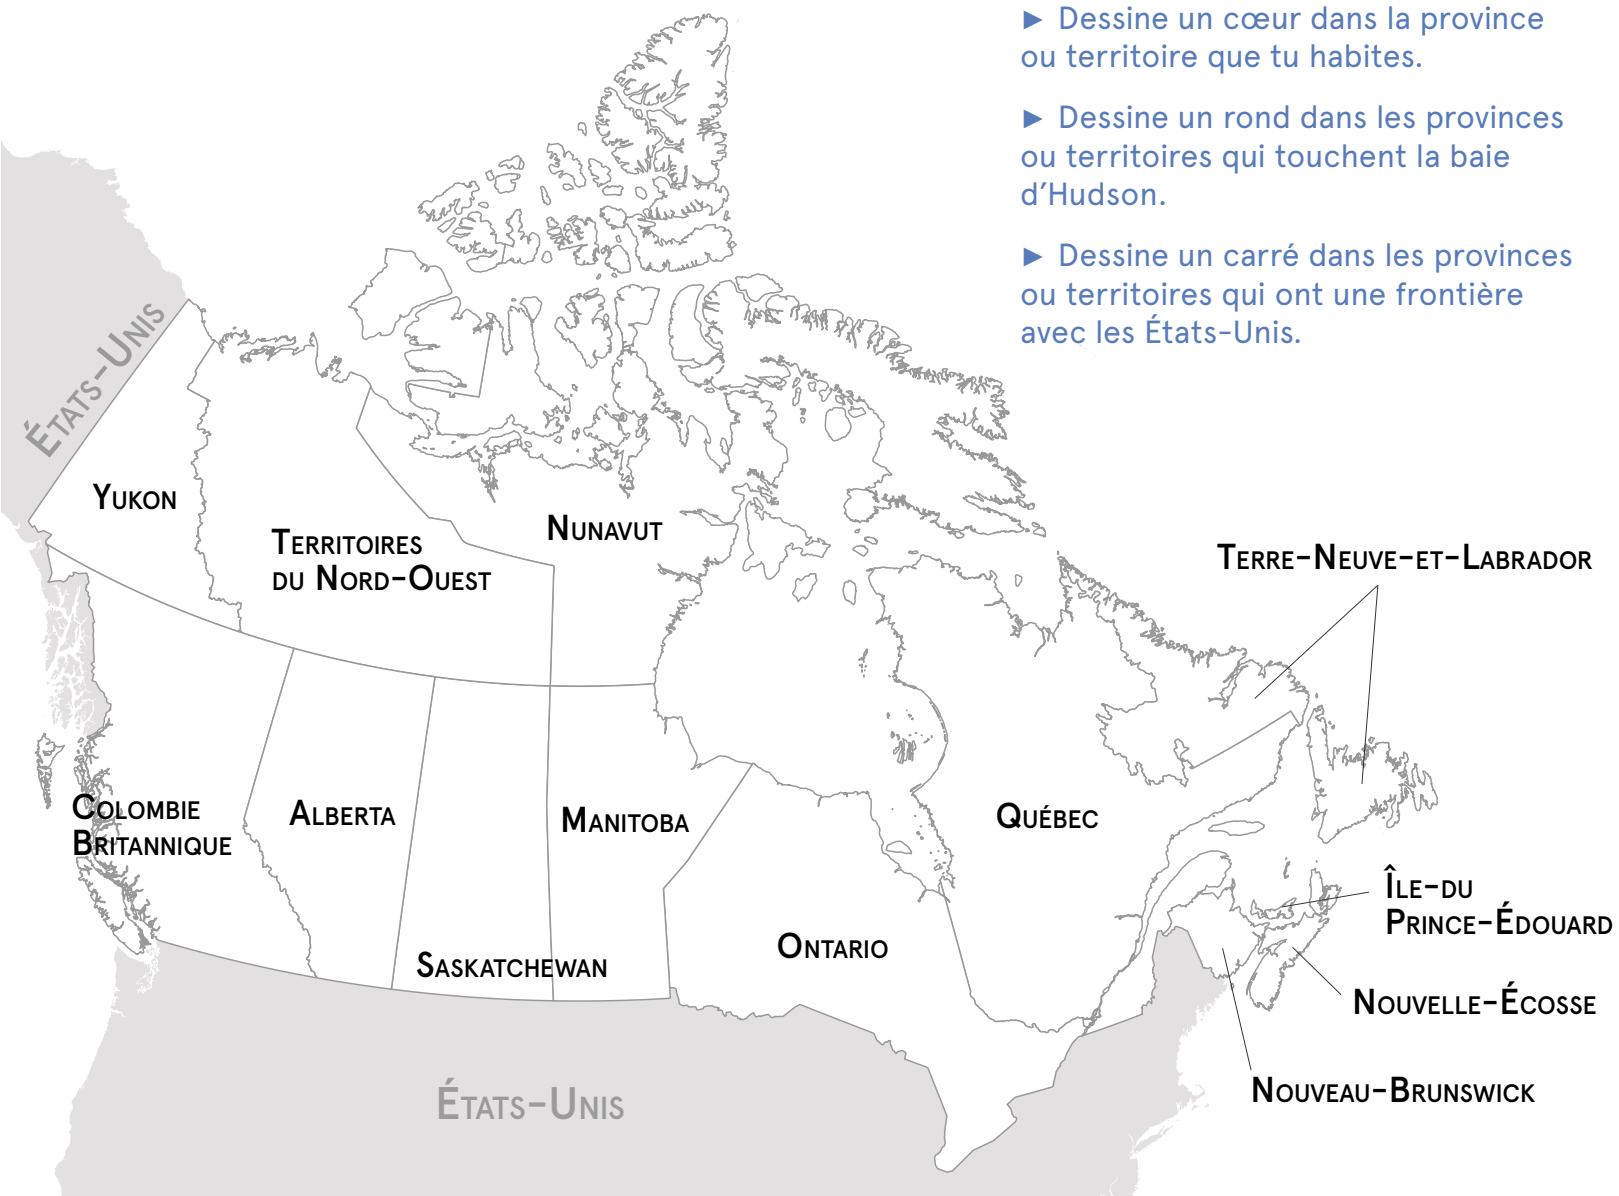 ► Dessine un cœur dans la province
ou territoire que tu habites.
► Dessine un rond dans les provinces
ou territoires qui touchent la baie
d’Hudson.
► Dessine un carré dans les provinces
ou territoires qui ont une frontière
avec les États-Unis.
États-Unis
Yukon
Territoires
du Nord-Ouest
Nunavut
Terre-Neuve-et-Labrador
Colombie
Britannique
Alberta
Manitoba
Québec
Île-du
Prince-Édouard
Saskatchewan
Ontario
Nouvelle-Écosse
Nouveau-Brunswick
États-Unis